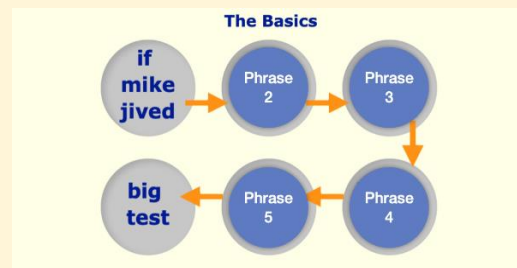 The Basics
if
mike
jived
Phrase
2
Phrase
3
Phrase
4
Phrase
5
big
test